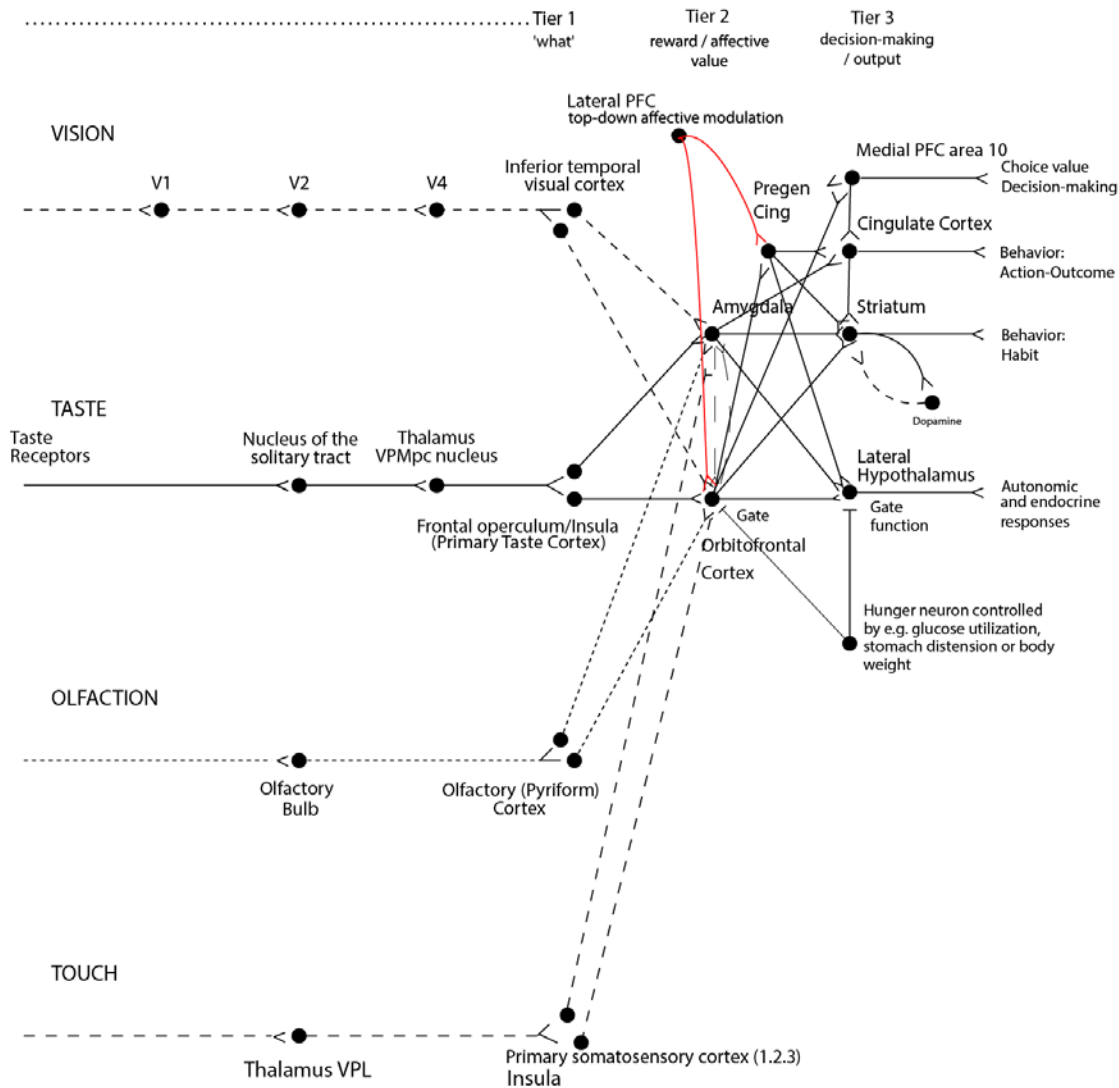 Tier 1
'what'
Tier 2
reward / affective
value
Tier 3
decision-making
/ output
Lateral PFC
top-down affective modulation
VISION
V1
V2
V4
Inferior temporal
visual cortex
Pregen
Cing
Medial PFC area 10
Choice value
Decision-making
Cingulate Cortex
Behavior:
Action-Outcome
Amygdala
Striatum
Behavior:
Habit
Dopamine
TASTE
Taste
Receptors
Nucleus of the
solitary tract
Thalamus
VPMpc nucleus
Frontal operculum/Insula
(Primary Taste Cortex)
Gate
Orbitofrontal
Cortex
Lateral
Hypothalamus
Gate
function
Autonomic
and endocrine
responses
Hunger neuron controlled
by e.g. glucose utilization,
stomach distension or body
weight
OLFACTION
Olfactory
Bulb
Olfactory (Pyriform)
Cortex
TOUCH
Thalamus VPL
Primary somatosensory cortex (1.2.3)
Insula